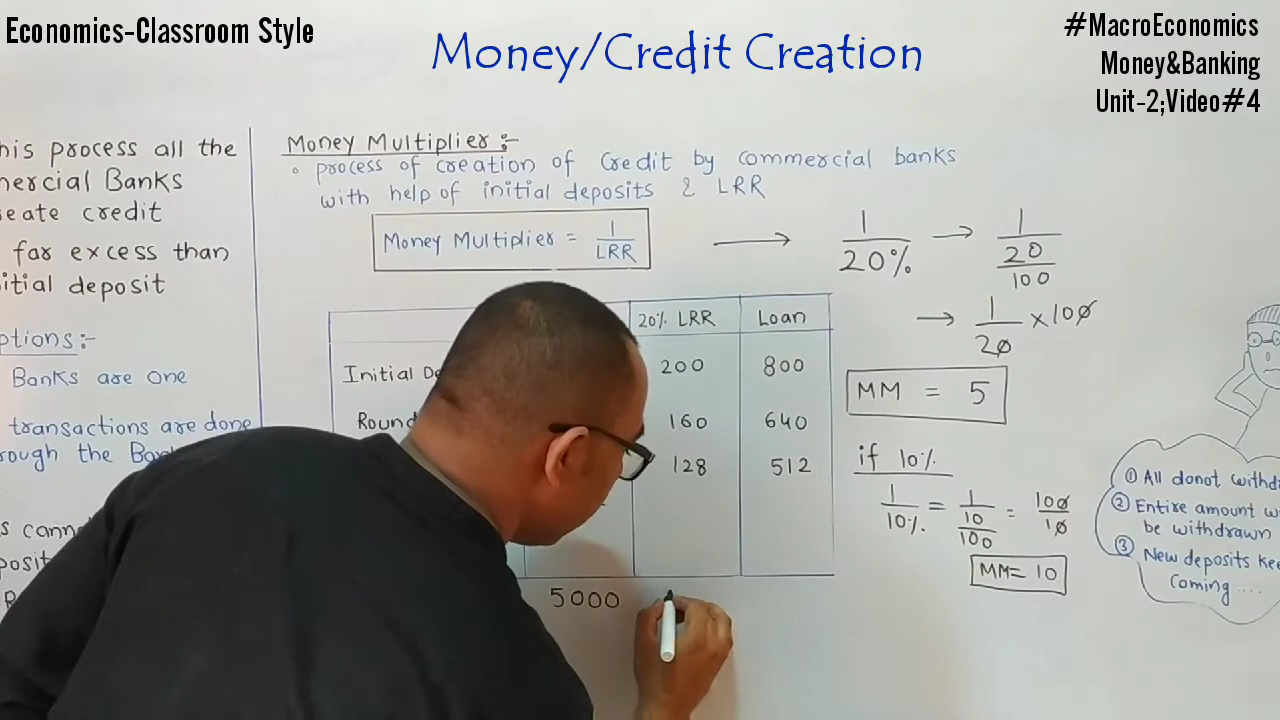 Economics-Classroom Style
#MacroEconomics
Money&Banking
Unit-2;Video#4
Money/Credit Creation
his process all the
mercial Banks
reate credit
far excess than
itial deposit
ptions:-
Banks are one
transactions are done
rough the Bank
s cann
posit
Money Multiplier :-
process of creation of credit by commercial banks
with help of initial deposits & LRR
Money Multiplier = 1/LRR
→ 1/20% → 1/20/100
→ 1/20 × 100
MM = 5
20% LRR Loan
Initial De 200 800
Round 160 640
128 512
5000
if 10%
1/10% = 1/10/100 = 100/10
MM = 10
① All donot withd
② Entire amount w
be withdrawn
③ New deposits kee
coming ....